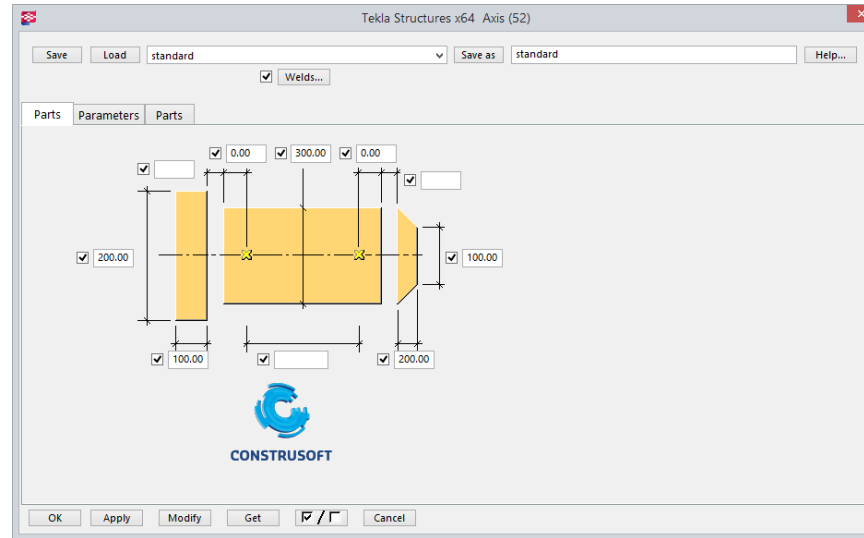 Tekla Structures x64 Axis (52)
Save Load standard Save as standard Help...
Welds...
Parts Parameters Parts
0.00 300.00 0.00
200.00 100.00
100.00 200.00
CONSTRUSOFT
OK Apply Modify Get Cancel